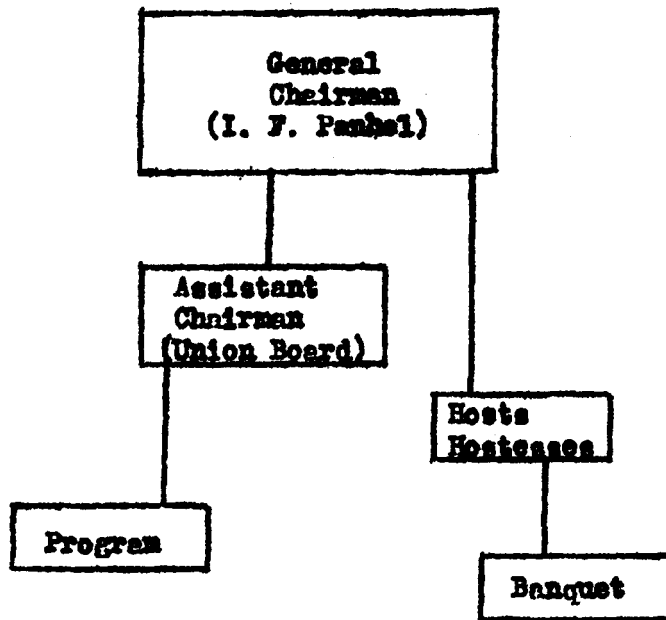 General
Chairman
(I. F. Panhel)
Assistant
Chairman
(Union Board)
Hosts
Hostesses
Program
Banquet